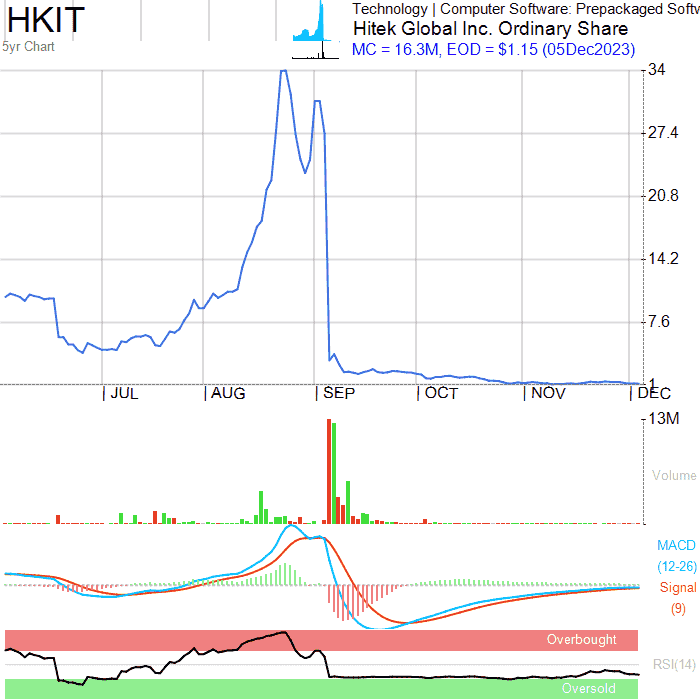 HKIT
5yr Chart
Technology | Computer Software: Prepackaged Softw
Hitek Global Inc. Ordinary Share
MC = 16.3M, EOD = $1.15 (05Dec2023)
34
27.4
20.8
14.2
7.6
1
JUL AUG SEP OCT NOV DEC
13M
Volume
MACD
(12-26)
Signal
(9)
Overbought
RSI(14)
Oversold